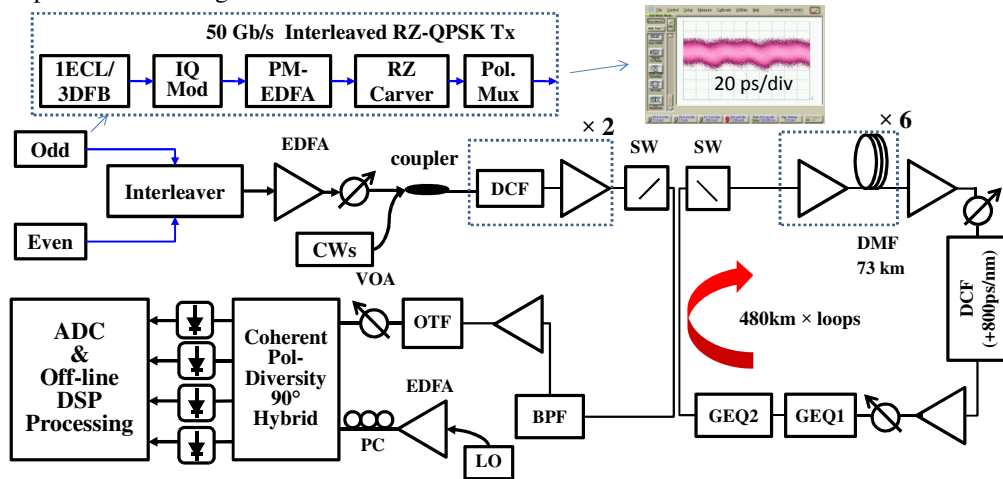 50 Gb/s Interleaved RZ-QPSK Tx
1ECL/
3DFB
IQ
Mod
PM-
EDFA
RZ
Carver
Pol.
Mux
20 ps/div
Odd
Even
Interleaver
EDFA
coupler
CWs
VOA
DCF
× 2
SW
SW
× 6
DMF
73 km
DCF
(+800ps/nm)
480km × loops
GEQ2
GEQ1
ADC
&
Off-line
DSP
Processing
Coherent
Pol-
Diversity
90°
Hybrid
OTF
BPF
EDFA
PC
LO